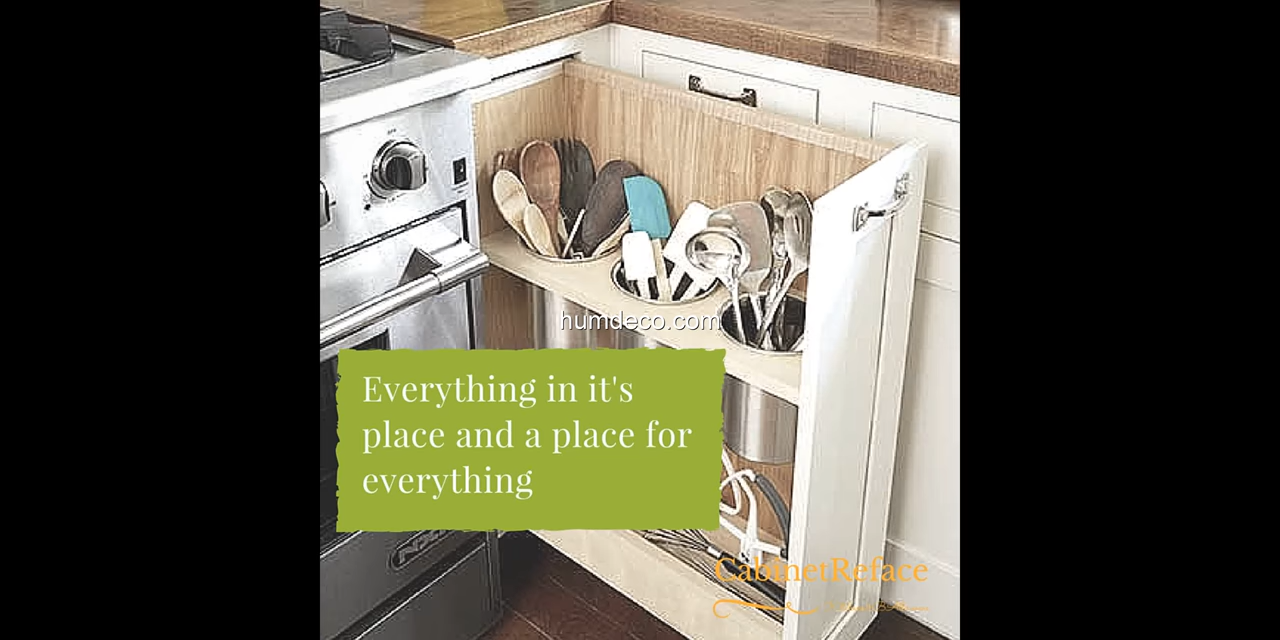 humdeco.com
Everything in it's
place and a place for
everything
CabinetReface